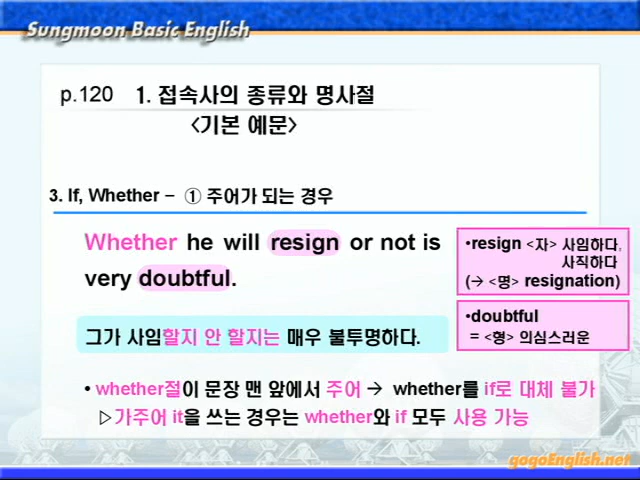 Sungmoon Basic English
p.120 1. 접속사의 종류와 명사절
<기본 예문>
3. If, Whether – ① 주어가 되는 경우
Whether he will resign or not is
very doubtful.
•resign <자> 사임하다,
사직하다
(→ <명> resignation)
•doubtful
= <형> 의심스러운
그가 사임할지 안 할지는 매우 불투명하다.
• whether절이 문장 맨 앞에서 주어 → whether를 if로 대체 불가
▷가주어 it을 쓰는 경우는 whether와 if 모두 사용 가능
gogoEnglish.net